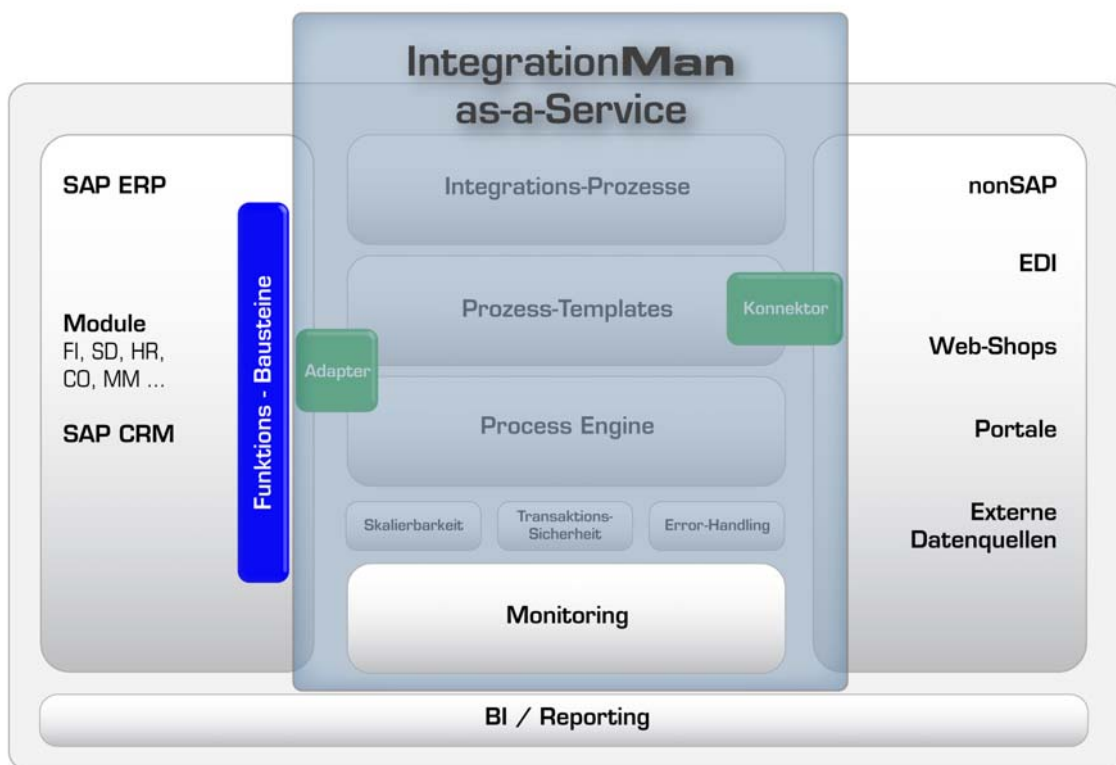 IntegrationMan
as-a-Service
SAP ERP
Module
FI, SD, HR,
CO, MM ...
SAP CRM
Funktions - Bausteine
Adapter
Integrations-Prozesse
Prozess-Templates
Konnektor
Process Engine
Skalierbarkeit
Transaktions-
Sicherheit
Error-Handling
Monitoring
nonSAP
EDI
Web-Shops
Portale
Externe
Datenquellen
BI / Reporting